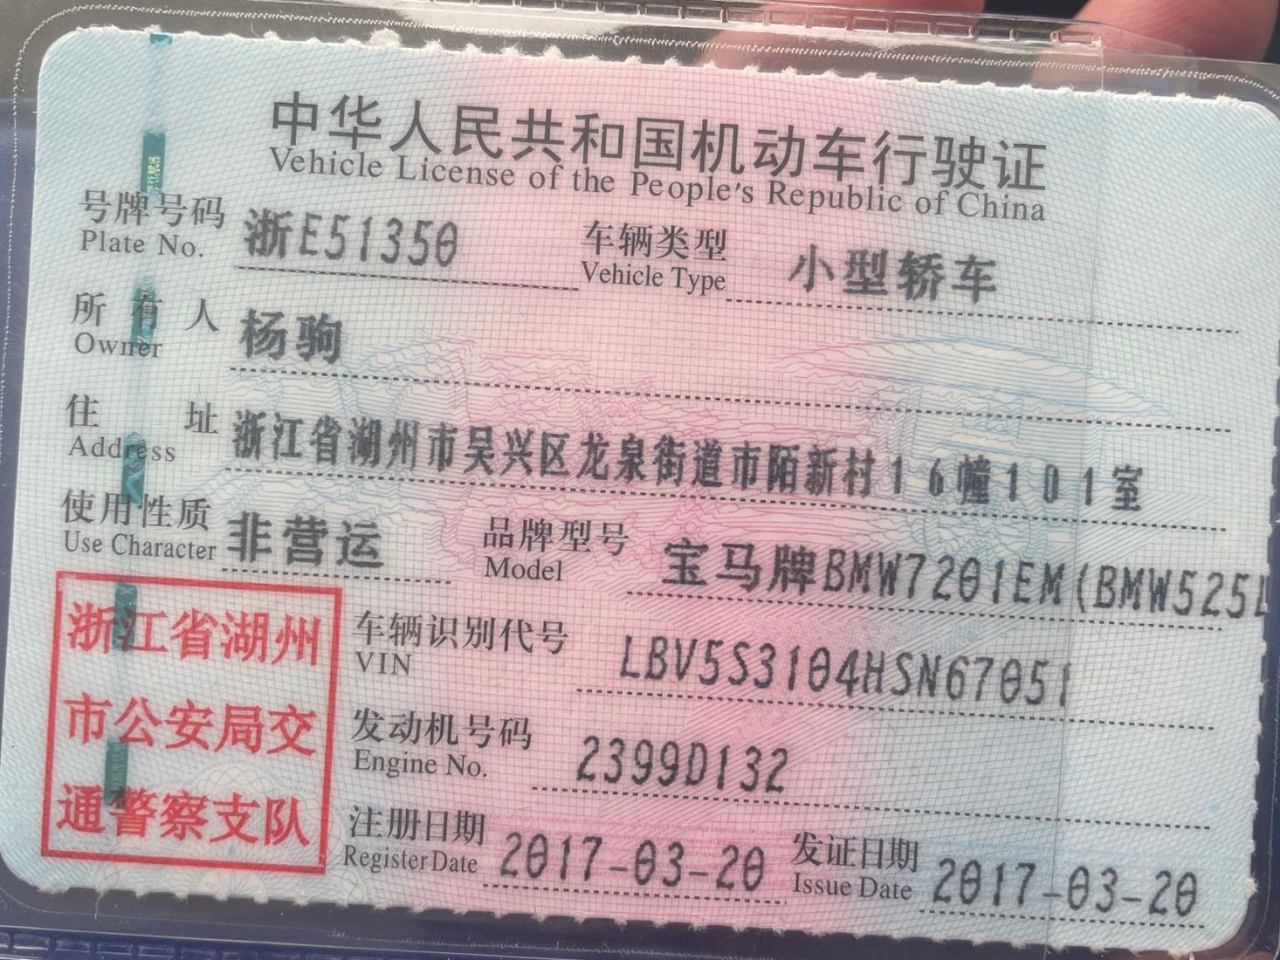 中华人民共和国机动车行驶证
Vehicle License of the People's Republic of China
号牌号码 浙E51350 车辆类型 小型轿车
Plate No. Vehicle Type
所有人 杨驹
Owner
住址 浙江省湖州市吴兴区龙泉街道市陌新村16幢101室
Address
使用性质 非营运 品牌型号 宝马牌BMW7201EM(BMW525L
Use Character Model
浙江省湖州
市公安局交
通警察支队
车辆识别代号 LBV5S3104HSN67051
VIN
发动机号码 2399D132
Engine No.
注册日期 2017-03-20 发证日期 2017-03-20
Register Date Issue Date